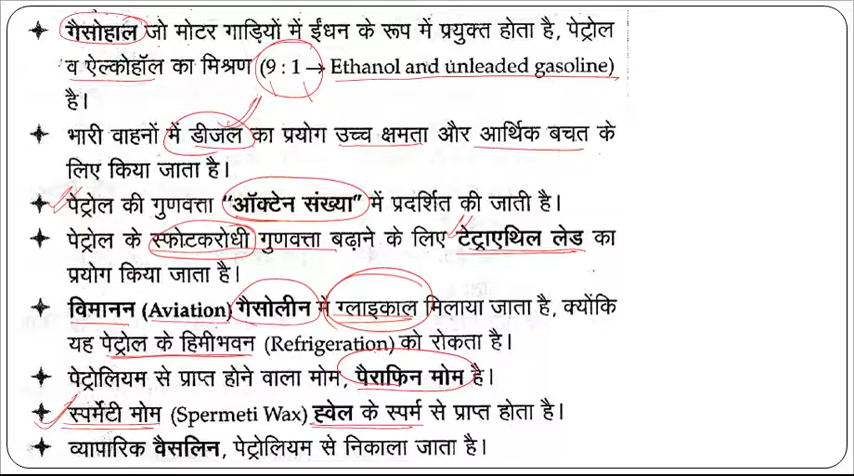 ✦ गैसोहाल जो मोटर गाड़ियों में ईंधन के रूप में प्रयुक्त होता है, पेट्रोल
व ऐल्कोहॉल का मिश्रण (9 : 1 → Ethanol and unleaded gasoline)
है।
✦ भारी वाहनों में डीजल का प्रयोग उच्च क्षमता और आर्थिक बचत के
लिए किया जाता है।
✦ पेट्रोल की गुणवत्ता “ऑक्टेन संख्या” में प्रदर्शित की जाती है।
✦ पेट्रोल के स्फोटकरोधी गुणवत्ता बढ़ाने के लिए टेट्राएथिल लेड का
प्रयोग किया जाता है।
✦ विमानन (Aviation) गैसोलीन में ग्लाइकाल मिलाया जाता है, क्योंकि
यह पेट्रोल के हिमीभवन (Refrigeration) को रोकता है।
✦ पेट्रोलियम से प्राप्त होने वाला मोम, पैराफिन मोम है।
✦ स्पर्मेटी मोम (Spermeti Wax) ह्वेल के स्पर्म से प्राप्त होता है।
✦ व्यापारिक वैसलिन, पेट्रोलियम से निकाला जाता है।